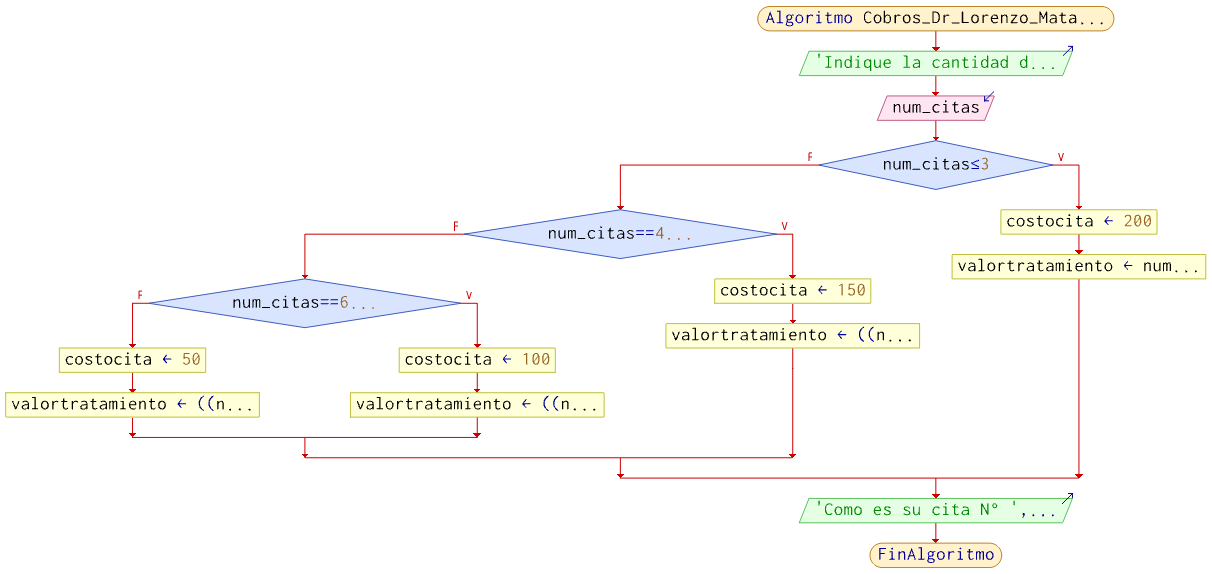 Algoritmo Cobros_Dr_Lorenzo_Mata...
'Indique la cantidad d...
num_citas
num_citas≤3
F
V
costocita ← 200
valortratamiento ← num...
num_citas==4...
F
V
costocita ← 150
valortratamiento ← ((n...
num_citas==6...
F
V
costocita ← 50
valortratamiento ← ((n...
costocita ← 100
valortratamiento ← ((n...
'Como es su cita N° ',...
FinAlgoritmo